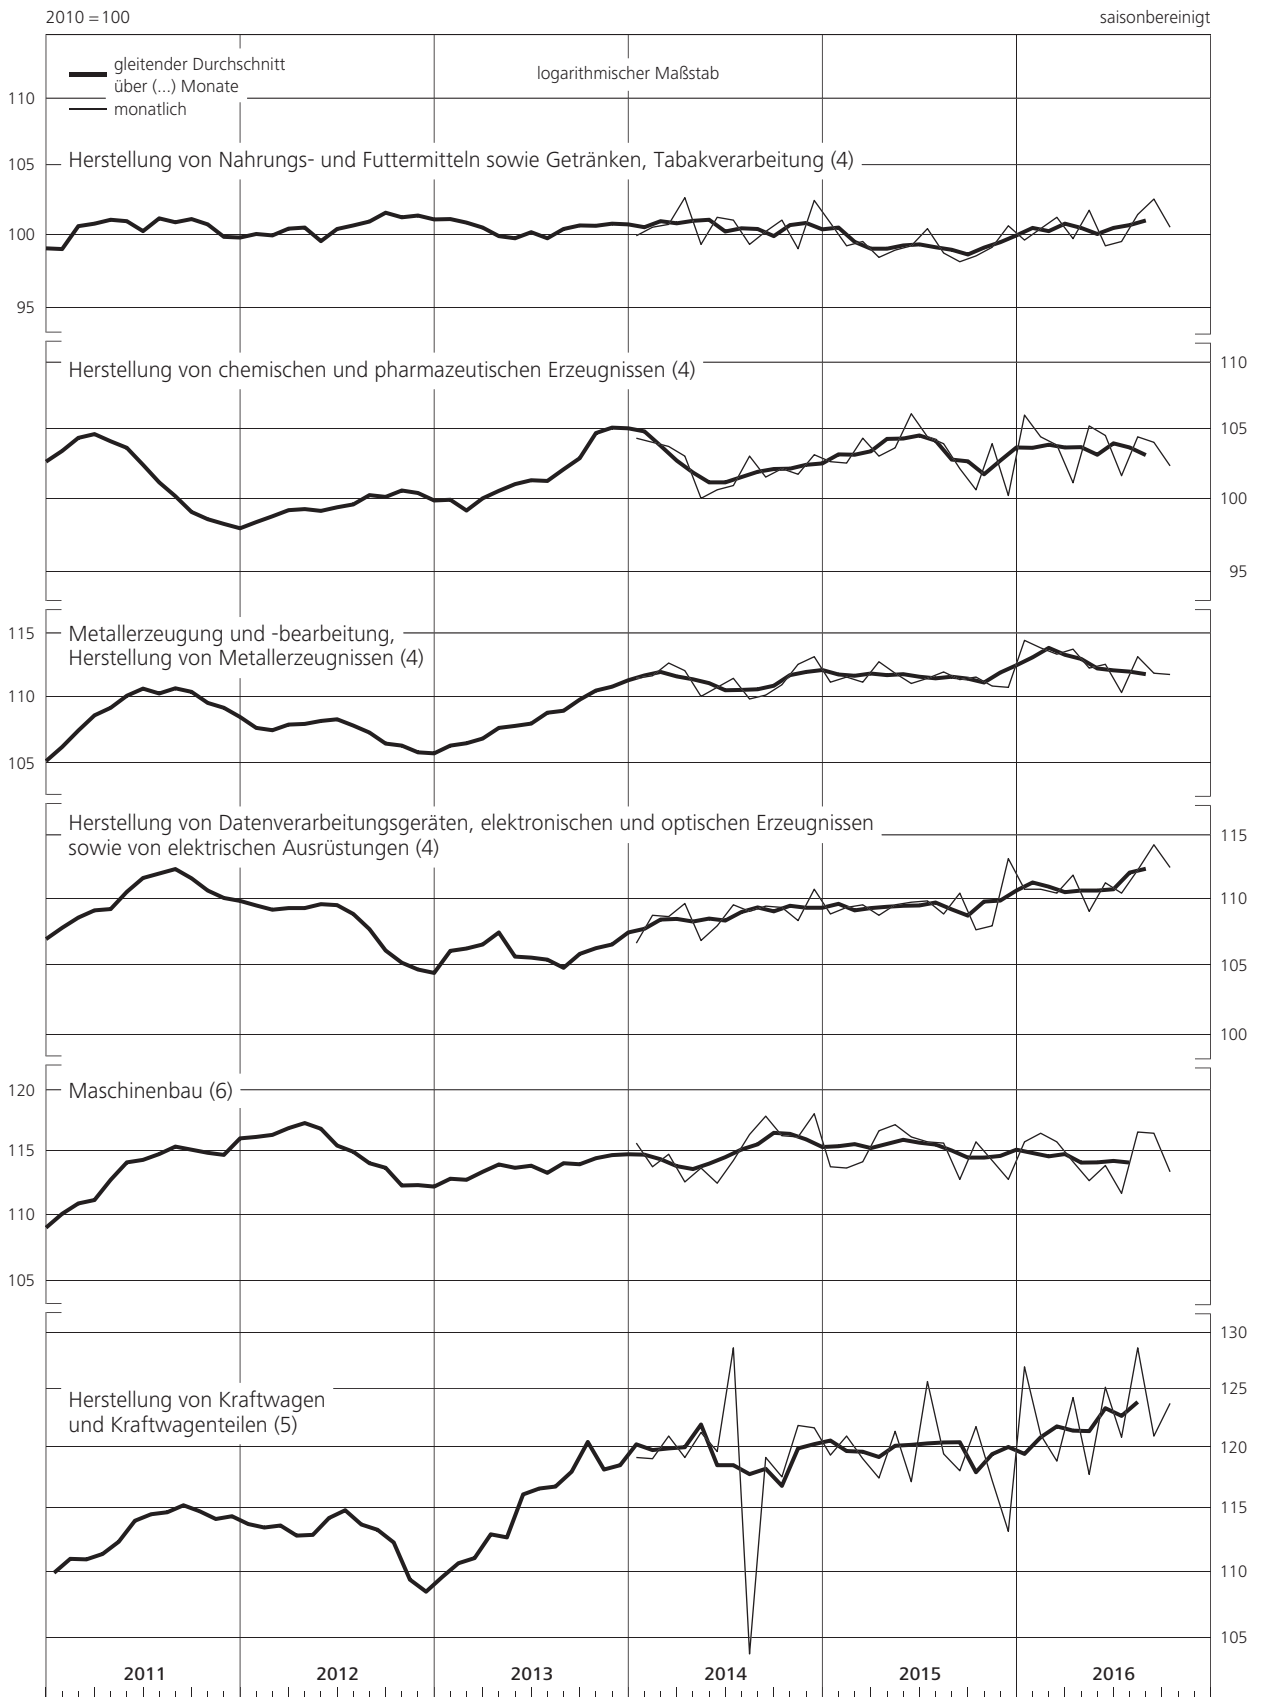 2010 = 100
saisonbereinigt
gleitender Durchschnitt
über (...) Monate
monatlich
logarithmischer Maßstab
110
105
Herstellung von Nahrungs- und Futtermitteln sowie Getränken, Tabakverarbeitung (4)
100
95
110
Herstellung von chemischen und pharmazeutischen Erzeugnissen (4)
105
100
95
115
Metallerzeugung und -bearbeitung,
Herstellung von Metallerzeugnissen (4)
110
105
Herstellung von Datenverarbeitungsgeräten, elektronischen und optischen Erzeugnissen
sowie von elektrischen Ausrüstungen (4)
115
110
105
100
120
Maschinenbau (6)
115
110
105
130
125
Herstellung von Kraftwagen
und Kraftwagenteilen (5)
120
115
110
105
2011 2012 2013 2014 2015 2016